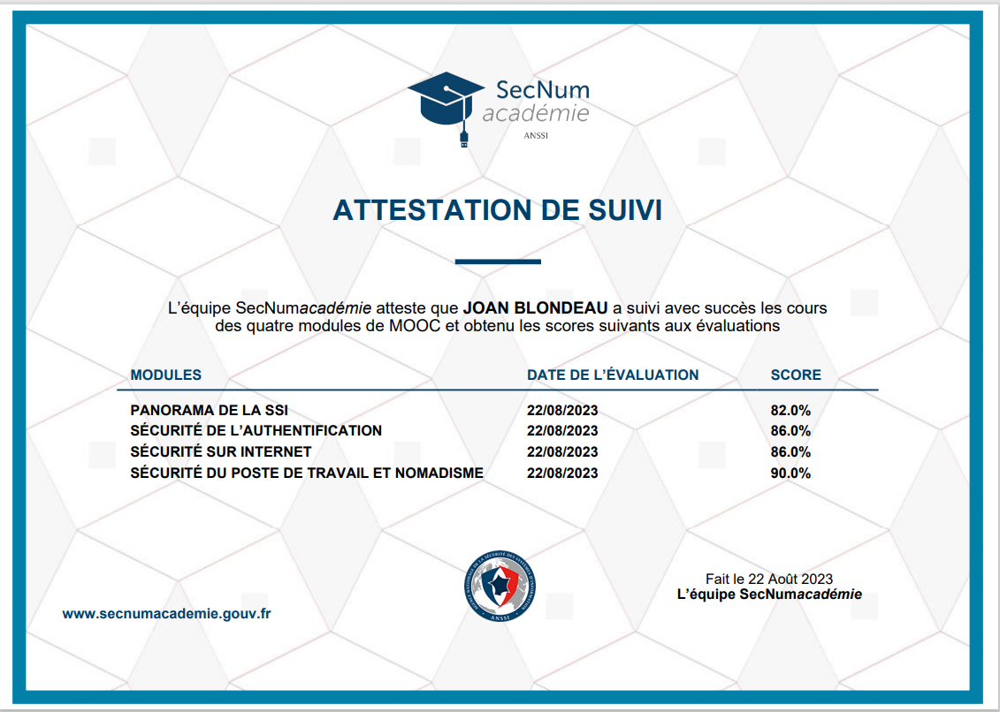 SecNum
académie
ANSSI
ATTESTATION DE SUIVI
L'équipe SecNumacadémie atteste que JOAN BLONDEAU a suivi avec succès les cours
des quatre modules de MOOC et obtenu les scores suivants aux évaluations
MODULES DATE DE L'ÉVALUATION SCORE
PANORAMA DE LA SSI 22/08/2023 82.0%
SÉCURITÉ DE L'AUTHENTIFICATION 22/08/2023 86.0%
SÉCURITÉ SUR INTERNET 22/08/2023 86.0%
SÉCURITÉ DU POSTE DE TRAVAIL ET NOMADISME 22/08/2023 90.0%
AGENCE NATIONALE DE LA SÉCURITÉ DES SYSTÈMES D'INFORMATION
ANSSI
Fait le 22 Août 2023
L'équipe SecNumacadémie
www.secnumacademie.gouv.fr